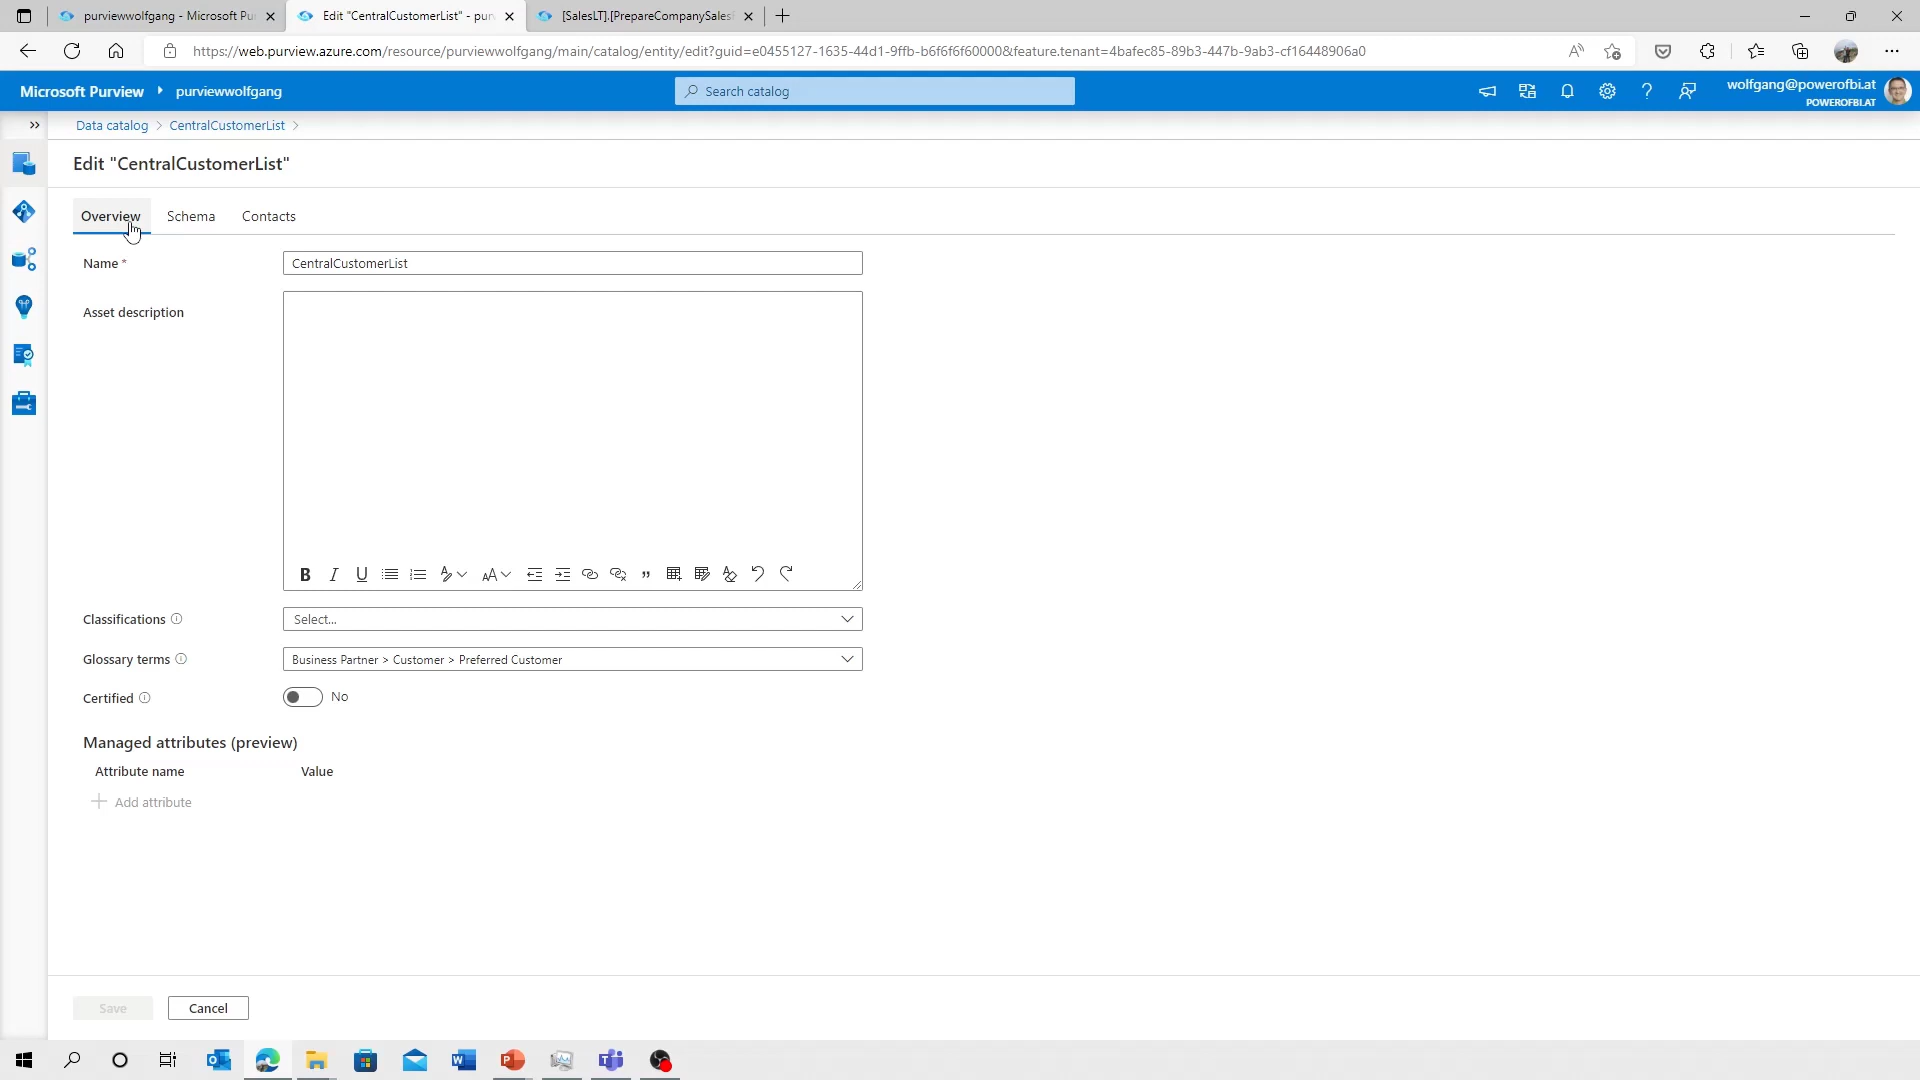 purviewwolfgang - Microsoft Pu
Edit "CentralCustomerList" - pur
[SalesLT].[PrepareCompanySales
https://web.purview.azure.com/resource/purviewwolfgang/main/catalog/entity/edit?guid=e0455127-1635-44d1-9ffb-b6f6f6f60000&feature.tenant=4bafec85-89b3-447b-9ab3-cf16448906a0
Microsoft Purview
purviewwolfgang
Search catalog
wolfgang@powerofbi.at
POWEROFBI.AT
Data catalog > CentralCustomerList >
Edit "CentralCustomerList"
Overview Schema Contacts
Name *
CentralCustomerList
Asset description
Classifications
Select...
Glossary terms
Business Partner > Customer > Preferred Customer
Certified
No
Managed attributes (preview)
Attribute name
Value
Add attribute
Save Cancel